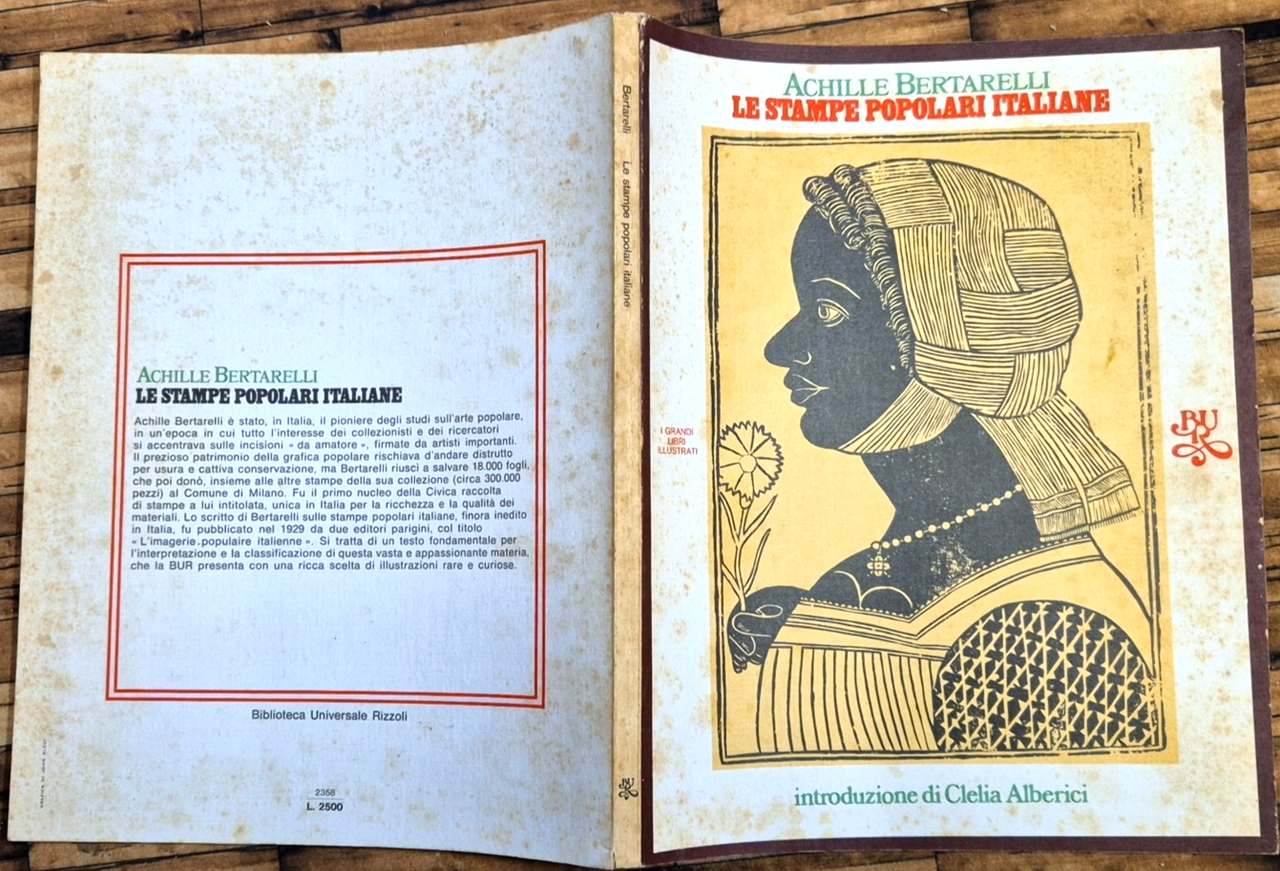 ACHILLE BERTARELLI
LE STAMPE POPOLARI ITALIANE
Achille Bertarelli è stato, in Italia, il pioniere degli studi sull'arte popolare,
in un'epoca in cui tutto l'interesse dei collezionisti e dei ricercatori
si accentrava sulle incisioni « da amatore », firmate da artisti importanti.
Il prezioso patrimonio della grafica popolare rischiava d'andare distrutto
per usura e cattiva conservazione, ma Bertarelli riuscì a salvare 18.000 fogli,
che poi donò, insieme alle altre stampe della sua collezione (circa 300.000
pezzi) al Comune di Milano. Fu il primo nucleo della Civica raccolta
di stampe a lui intitolata, unica in Italia per la ricchezza e la qualità dei
materiali. Lo scritto di Bertarelli sulle stampe popolari italiane, finora inedito
in Italia, fu pubblicato nel 1929 da due editori parigini, col titolo
« L'imagerie populaire italienne ». Si tratta di un testo fondamentale per
l'interpretazione e la classificazione di questa vasta e appassionante materia,
che la BUR presenta con una ricca scelta di illustrazioni rare e curiose.
Biblioteca Universale Rizzoli
2358
L. 2500
Bertarelli Le stampe popolari italiane
BUR
ACHILLE BERTARELLI
LE STAMPE POPOLARI ITALIANE
I GRANDI
LIBRI
ILLUSTRATI
BUR
introduzione di Clelia Alberici